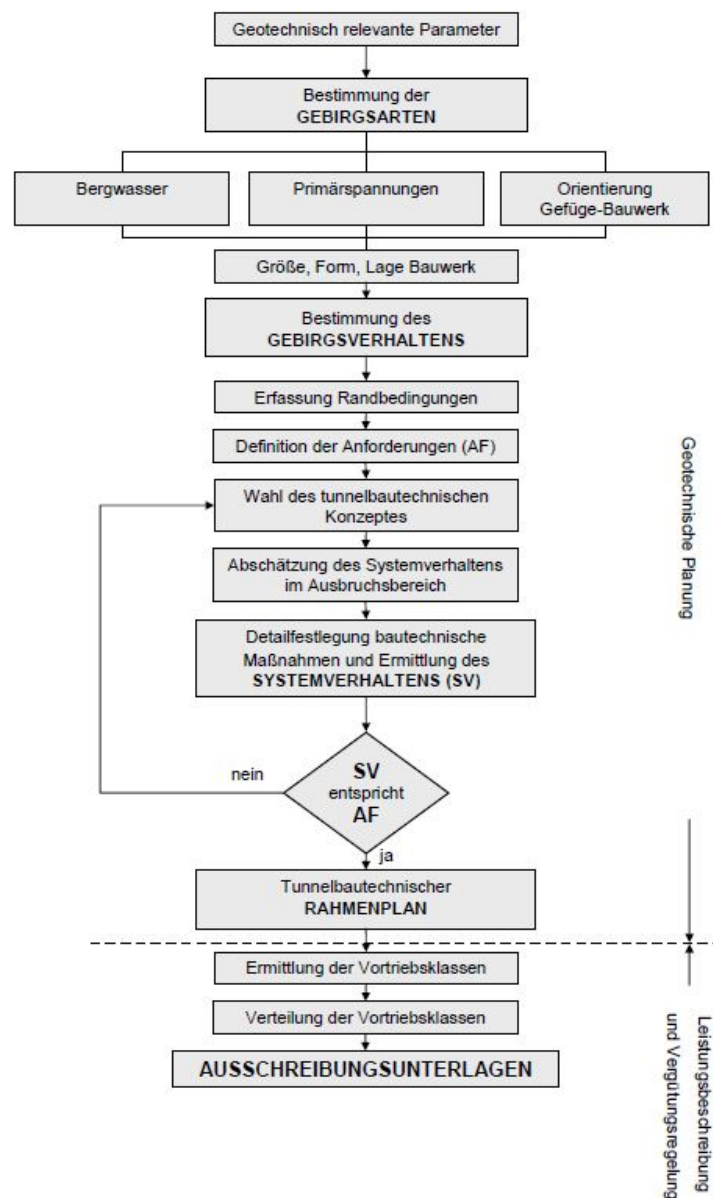 Geotechnisch relevante Parameter
Bestimmung der
GEBIRGSARTEN
Bergwasser
Primärspannungen
Orientierung
Gefüge-Bauwerk
Größe, Form, Lage Bauwerk
Bestimmung des
GEBIRGSVERHALTENS
Erfassung Randbedingungen
Definition der Anforderungen (AF)
Wahl des tunnelbautechnischen
Konzeptes
Abschätzung des Systemverhaltens
im Ausbruchsbereich
Detailfestlegung bautechnische
Maßnahmen und Ermittlung des
SYSTEMVERHALTENS (SV)
nein
SV
entspricht
AF
ja
Tunnelbautechnischer
RAHMENPLAN
Geotechnische Planung
Ermittlung der Vortriebsklassen
Verteilung der Vortriebsklassen
AUSSCHREIBUNGSUNTERLAGEN
Leistungsbeschreibung
und Vergütungsregelung